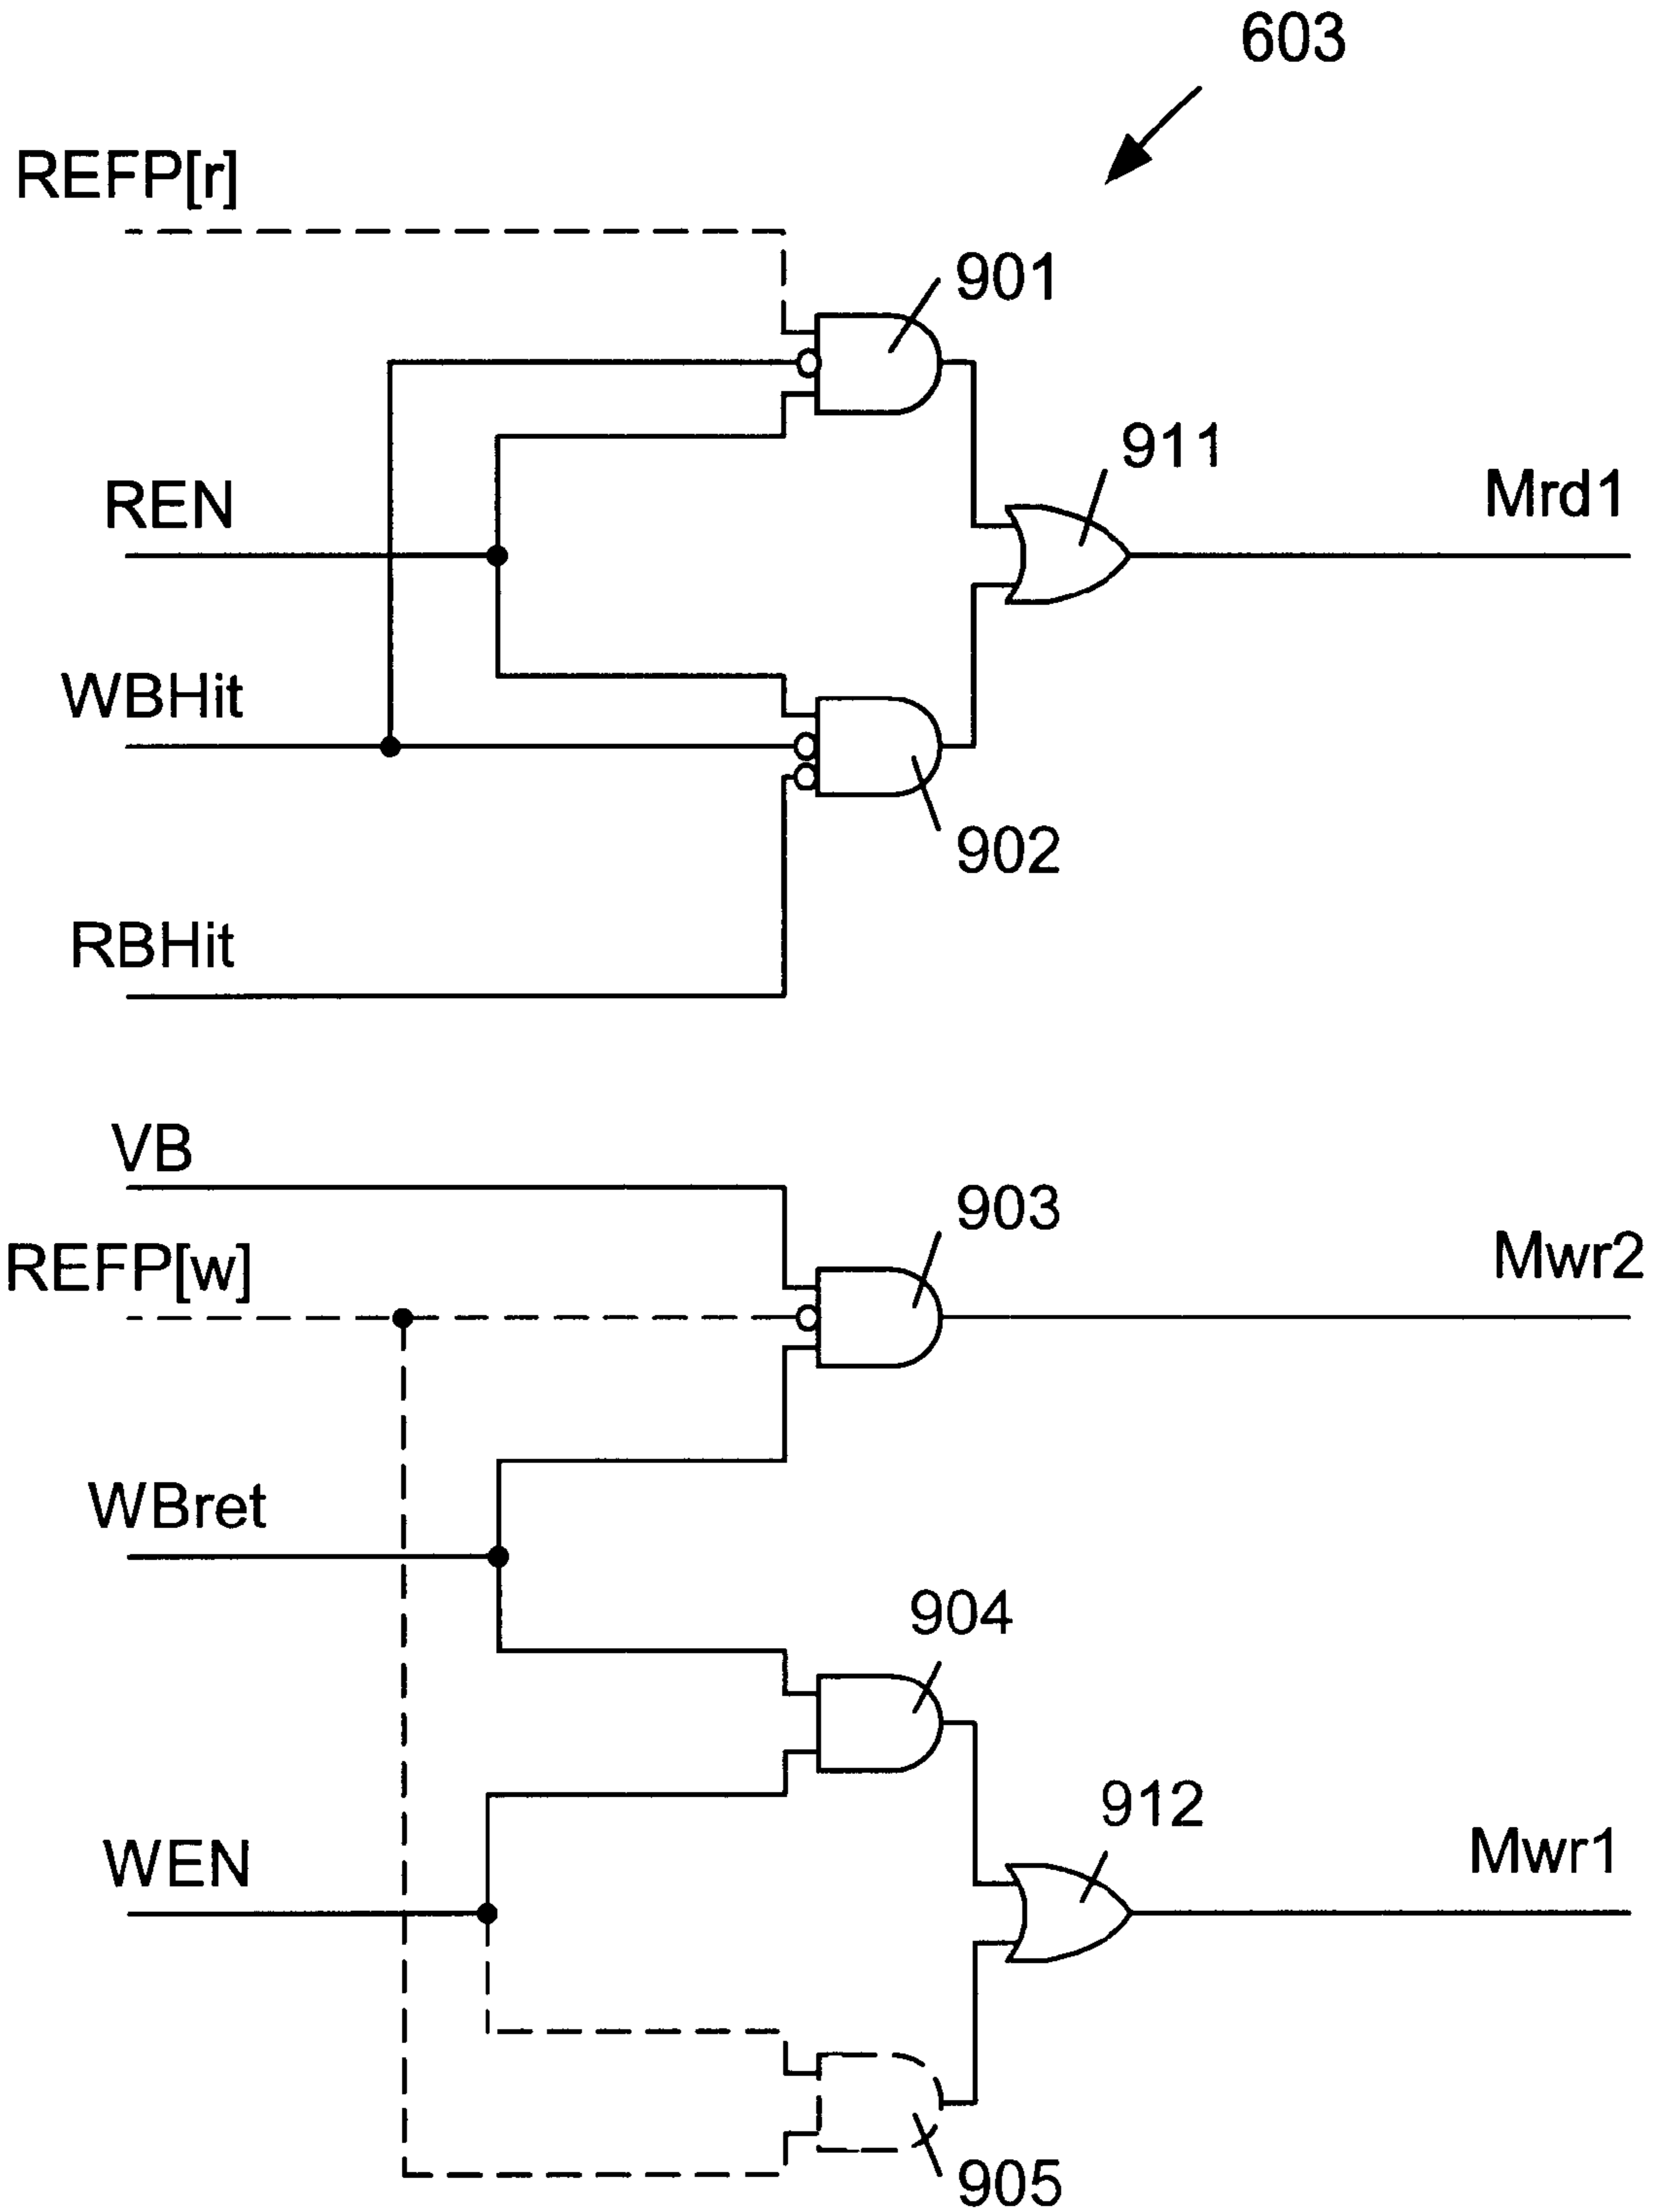 603
REFP[r]
901
911
REN
Mrd1
WBHit
902
RBHit
VB
903
REFP[w]
Mwr2
WBret
904
912
WEN
Mwr1
905